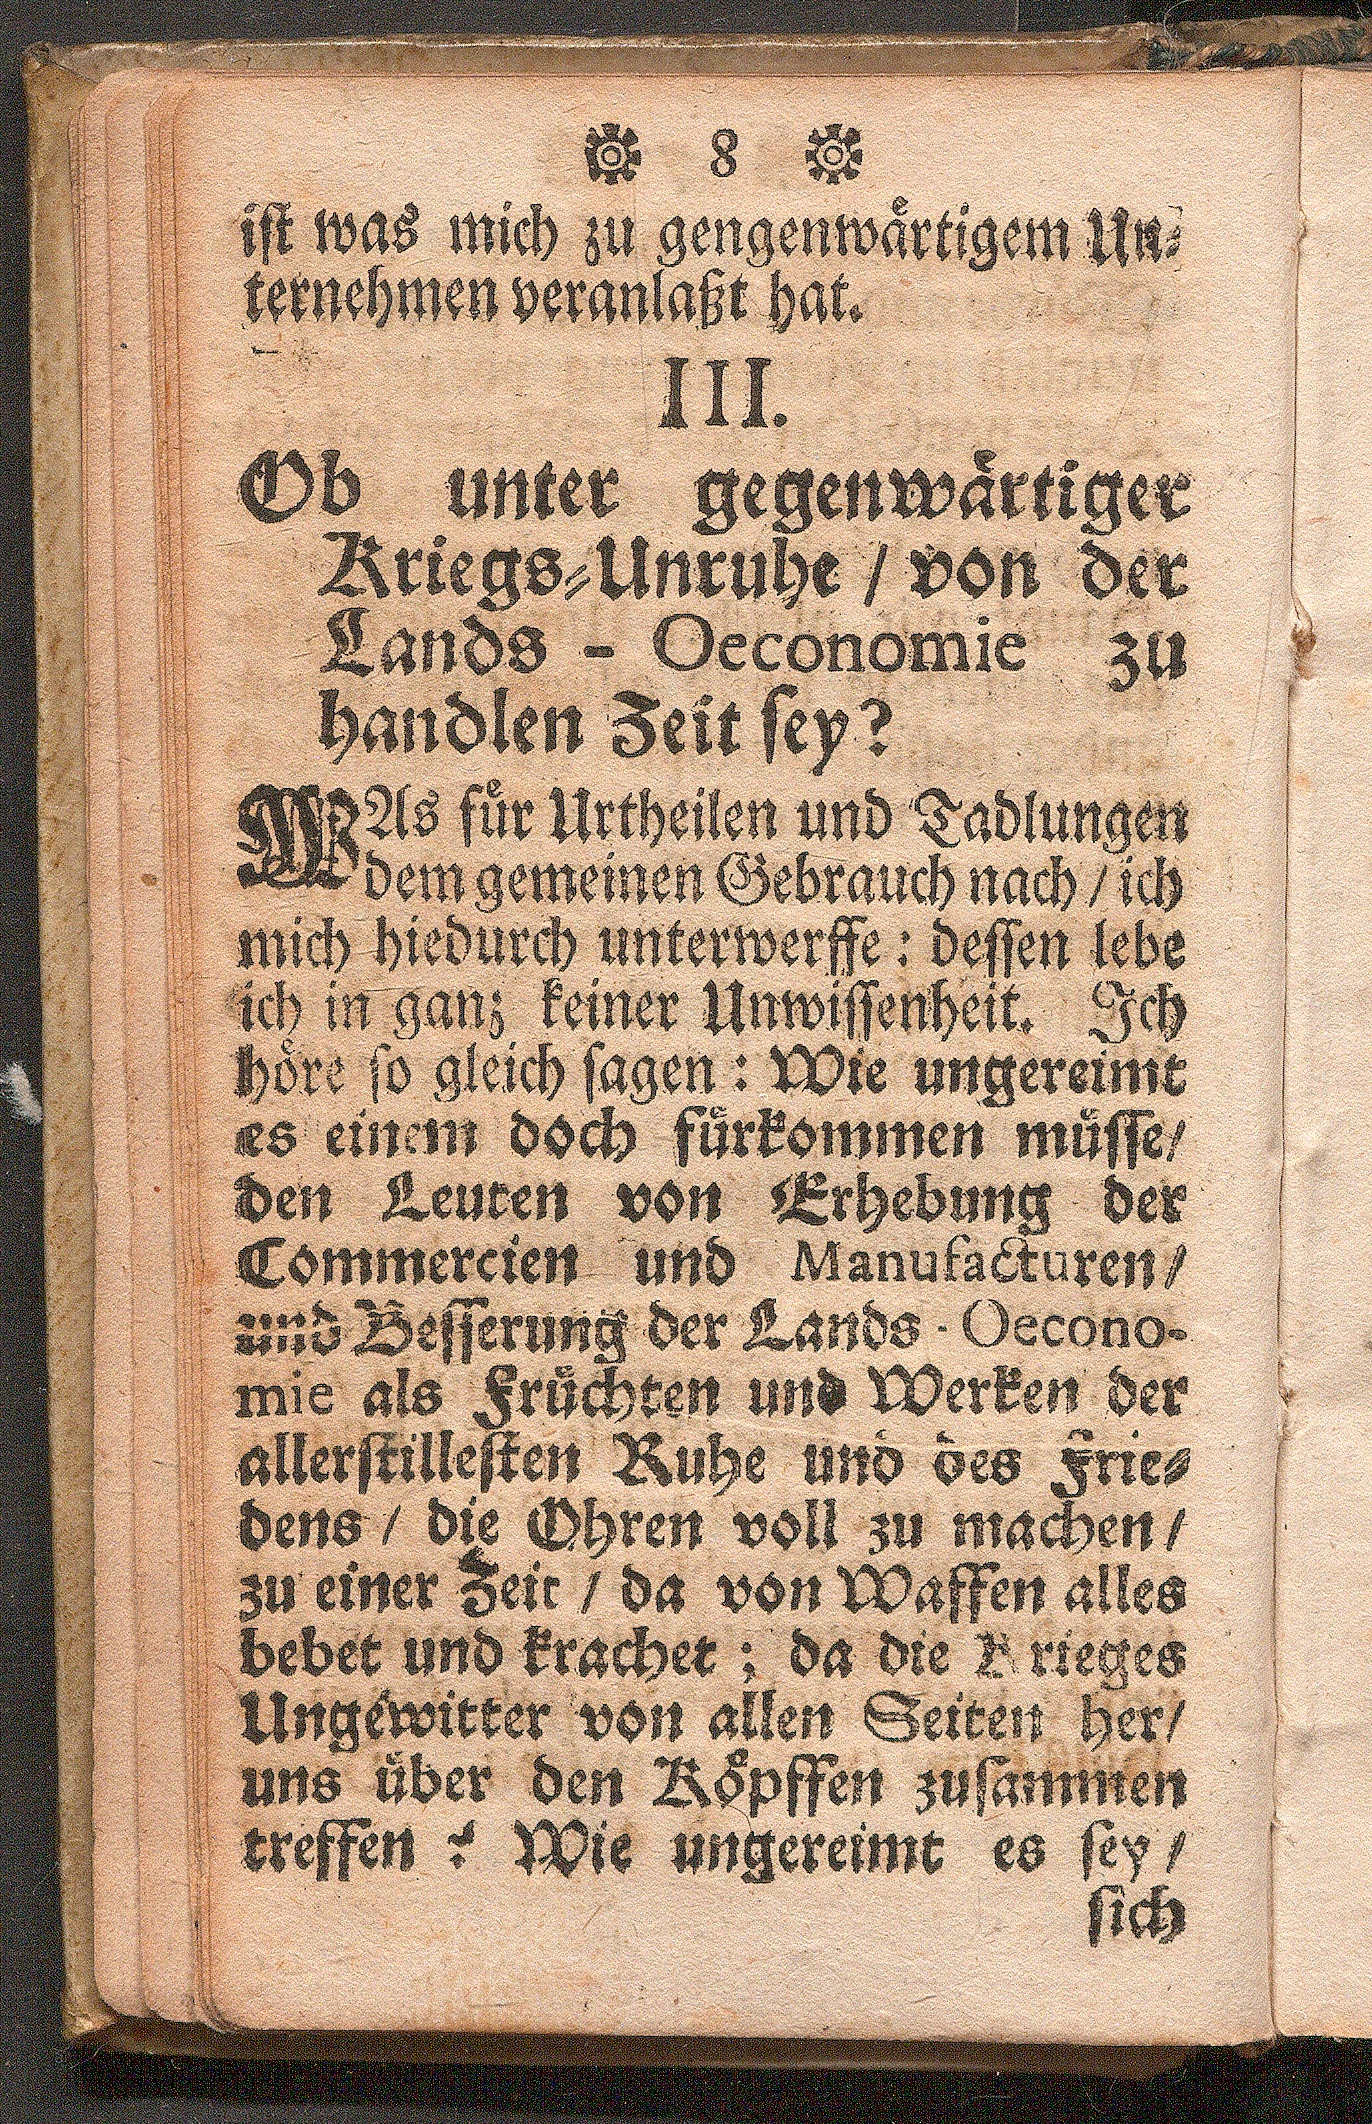 8
ist was mich zu gengenwärtigem Un-
ternehmen veranlaßt hat.
III.
Ob unter gegenwärtiger
Kriegs-Unruhe / von der
Lands - Oeconomie zu
handlen Zeit sey?
WAs für Urtheilen und Tadlungen
dem gemeinen Gebrauch nach / ich
mich hiedurch unterwerffe: dessen lebe
ich in ganz keiner Unwissenheit. Ich
höre so gleich sagen: Wie ungereimt
es einem doch fürkommen müsse/
den Leuten von Erhebung der
Commercien und Manufacturen/
und Besserung der Lands-Oecono-
mie als Früchten und Werken der
allerstillesten Ruhe und des Frie-
dens / die Ohren voll zu machen/
zu einer Zeit / da von Waffen alles
bebet und krachet; da die Krieges
Ungewitter von allen Seiten her/
uns über den Köpffen zusammen
treffen? Wie ungereimt es sey/
sich